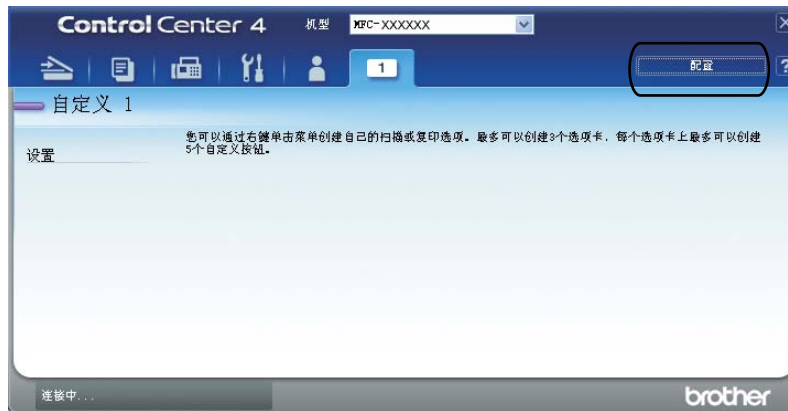 Control Center 4 机型 MFC-XXXXXX
1 配置 ?
自定义 1
您可以通过右键单击菜单创建自己的扫描或复印选项。最多可以创建3个选项卡，每个选项卡上最多可以创建
5个自定义按钮。
设置
连接中...
brother